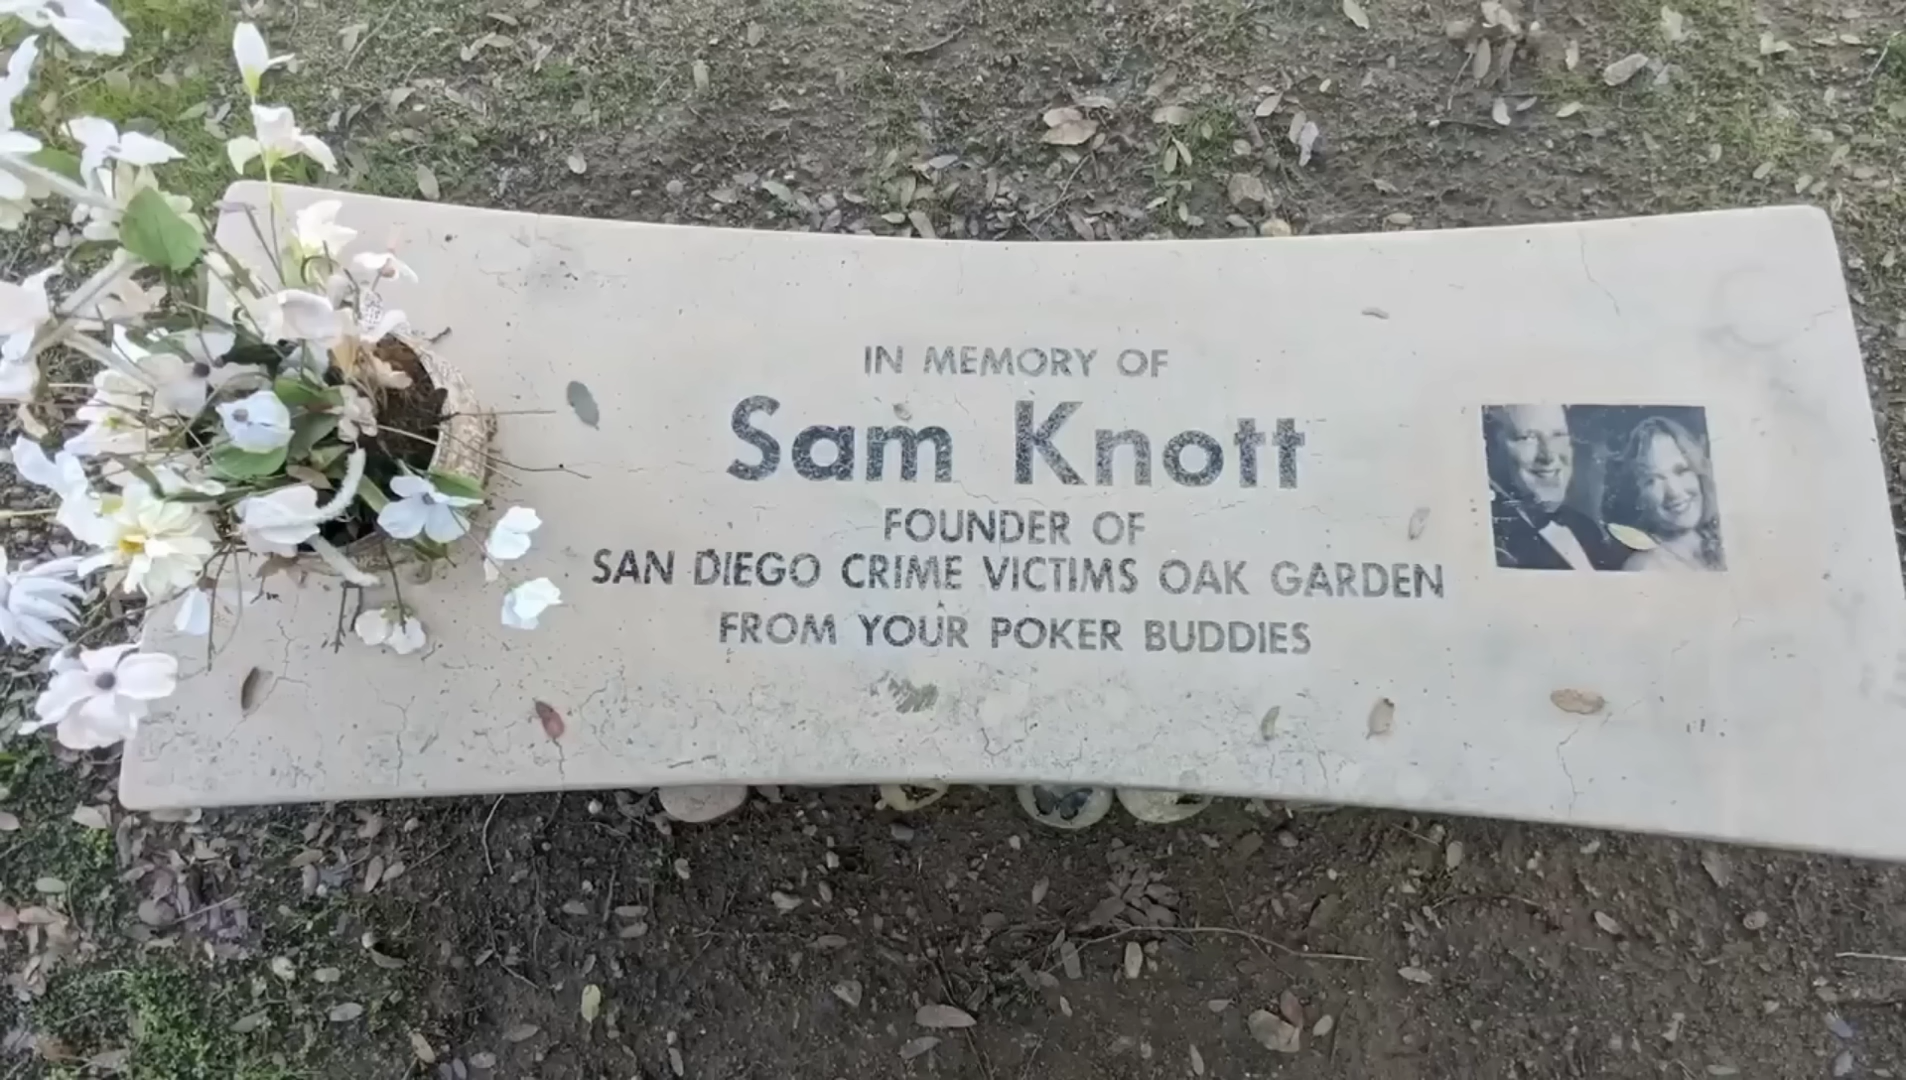 IN MEMORY OF
Sam Knott
FOUNDER OF
SAN DIEGO CRIME VICTIMS OAK GARDEN
FROM YOUR POKER BUDDIES